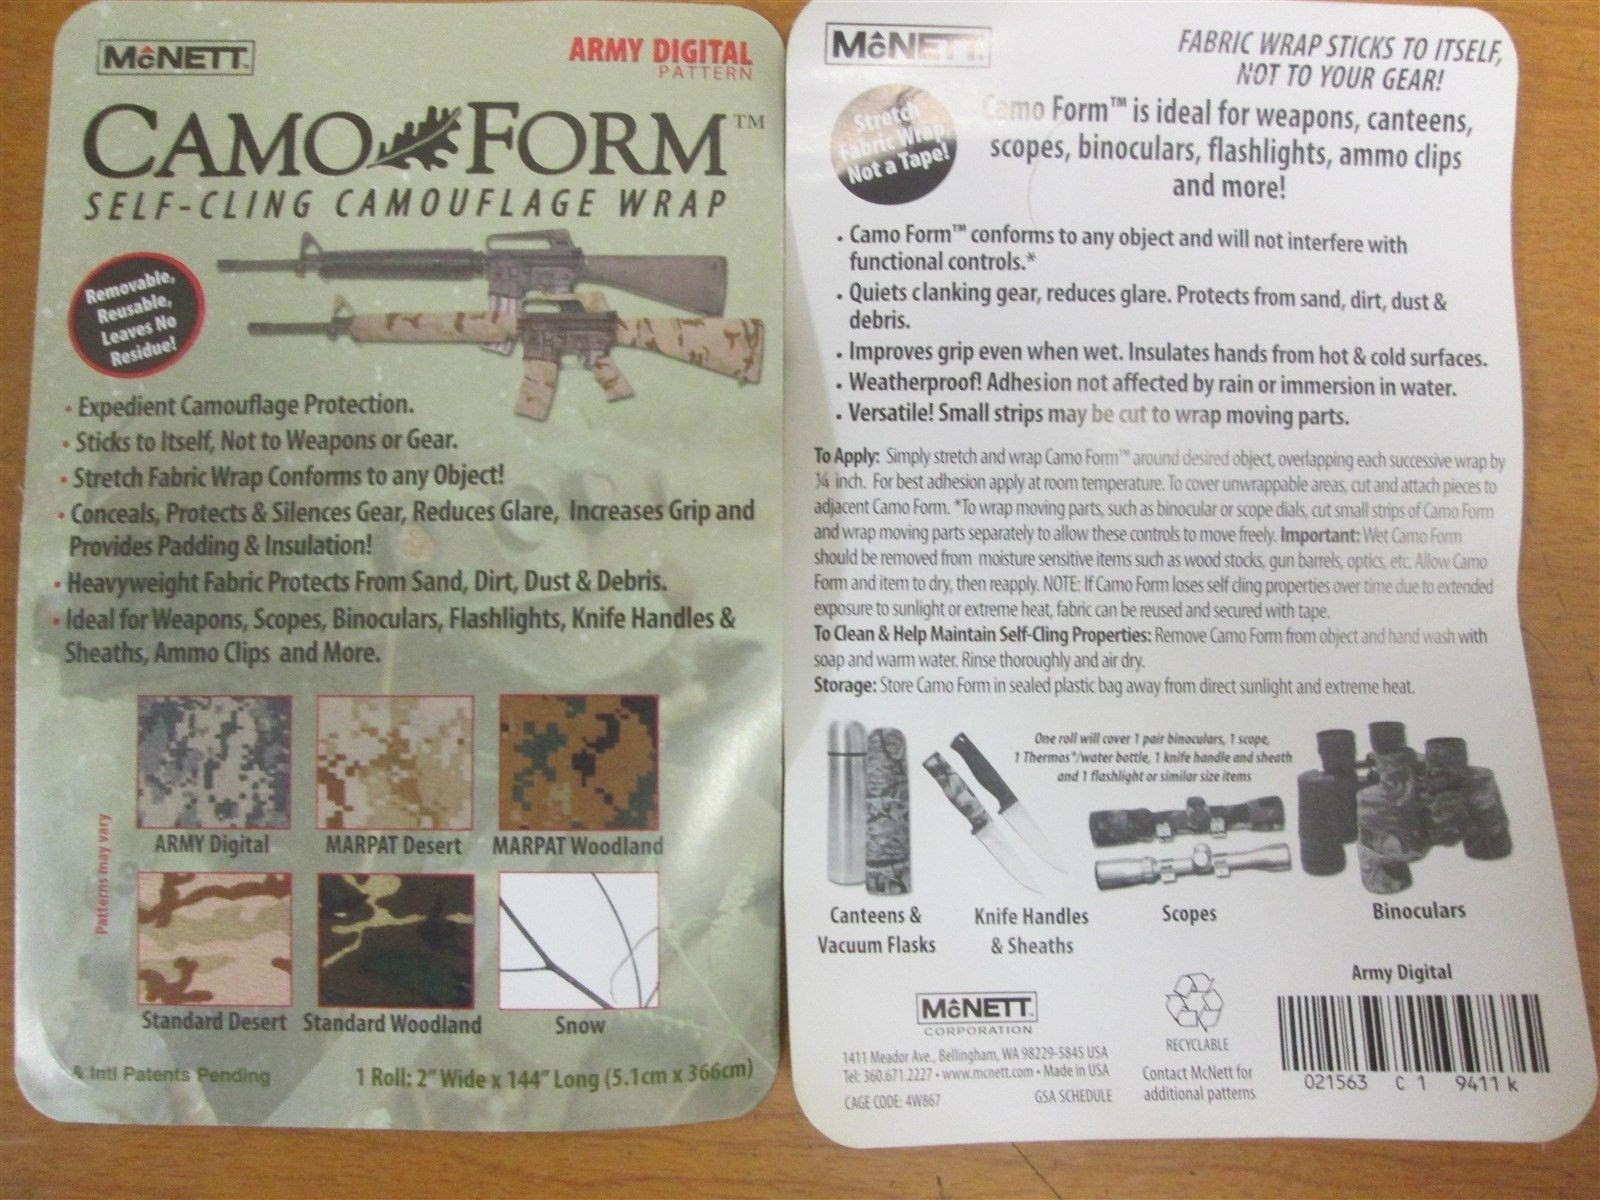 McNETT
ARMY DIGITAL
PATTERN
CAMO FORM™
SELF-CLING CAMOUFLAGE WRAP
Removable,
Reusable,
Leaves No
Residue!
• Expedient Camouflage Protection.
• Sticks to Itself, Not to Weapons or Gear.
• Stretch Fabric Wrap Conforms to any Object!
• Conceals, Protects & Silences Gear, Reduces Glare, Increases Grip and
Provides Padding & Insulation!
• Heavyweight Fabric Protects From Sand, Dirt, Dust & Debris.
• Ideal for Weapons, Scopes, Binoculars, Flashlights, Knife Handles &
Sheaths, Ammo Clips and More.
Patterns may vary
ARMY Digital
MARPAT Desert
MARPAT Woodland
Standard Desert
Standard Woodland
Snow
& Intl Patents Pending
1 Roll: 2" Wide x 144" Long (5.1cm x 366cm)
McNETT
FABRIC WRAP STICKS TO ITSELF,
NOT TO YOUR GEAR!
Stretch
Fabric Wrap,
Not a Tape!
Camo Form™ is ideal for weapons, canteens,
scopes, binoculars, flashlights, ammo clips
and more!
• Camo Form™ conforms to any object and will not interfere with
functional controls.*
• Quiets clanking gear, reduces glare. Protects from sand, dirt, dust &
debris.
• Improves grip even when wet. Insulates hands from hot & cold surfaces.
• Weatherproof! Adhesion not affected by rain or immersion in water.
• Versatile! Small strips may be cut to wrap moving parts.
To Apply: Simply stretch and wrap Camo Form™ around desired object, overlapping each successive wrap by
¼ inch. For best adhesion apply at room temperature. To cover unwrappable areas, cut and attach pieces to
adjacent Camo Form. *To wrap moving parts, such as binocular or scope dials, cut small strips of Camo Form
and wrap moving parts separately to allow these controls to move freely. Important: Wet Camo Form
should be removed from moisture sensitive items such as wood stocks, gun barrels, optics, etc. Allow Camo
Form and item to dry, then reapply. NOTE: If Camo Form loses self cling properties over time due to extended
exposure to sunlight or extreme heat, fabric can be reused and secured with tape.
To Clean & Help Maintain Self-Cling Properties: Remove Camo Form from object and hand wash with
soap and warm water. Rinse thoroughly and air dry.
Storage: Store Camo Form in sealed plastic bag away from direct sunlight and extreme heat.
One roll will cover 1 pair binoculars, 1 scope,
1 Thermos®/water bottle, 1 knife handle and sheath
and 1 flashlight or similar size items
Canteens &
Vacuum Flasks
Knife Handles
& Sheaths
Scopes
Binoculars
McNETT
CORPORATION
1411 Meador Ave., Bellingham, WA 98229-5845 USA
Tel: 360.671.2227 • www.mcnett.com • Made in USA
CAGE CODE: 4W867
GSA SCHEDULE
RECYCLABLE
Contact McNett for
additional patterns
Army Digital
021563 C 1 9411 k